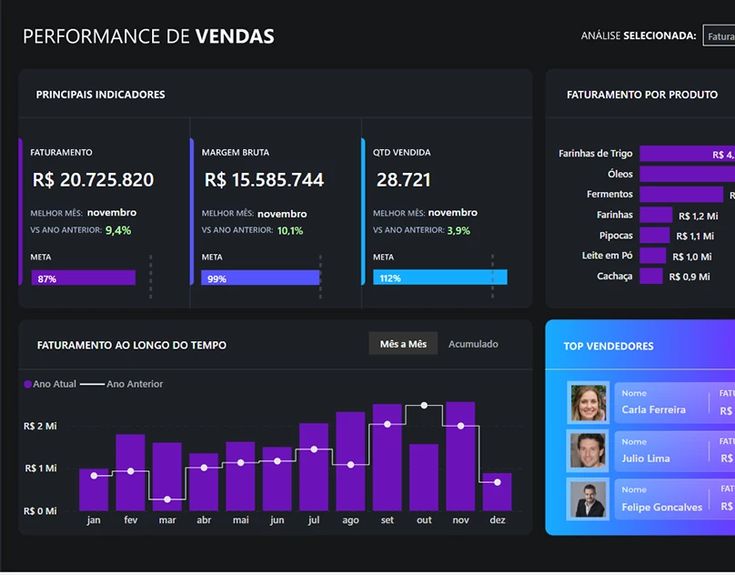 PERFORMANCE DE VENDAS
ANÁLISE SELECIONADA:
Fatura
PRINCIPAIS INDICADORES
FATURAMENTO
R$ 20.725.820
MELHOR MÊS: novembro
VS ANO ANTERIOR: 9,4%
META
87%
MARGEM BRUTA
R$ 15.585.744
MELHOR MÊS: novembro
VS ANO ANTERIOR: 10,1%
META
99%
QTD VENDIDA
28.721
MELHOR MÊS: novembro
VS ANO ANTERIOR: 3,9%
META
112%
FATURAMENTO POR PRODUTO
Farinhas de Trigo R$ 4,
Óleos
Fermentos R
Farinhas R$ 1,2 Mi
Pipocas R$ 1,1 Mi
Leite em Pó R$ 1,0 Mi
Cachaça R$ 0,9 Mi
FATURAMENTO AO LONGO DO TEMPO
Mês a Mês
Acumulado
Ano Atual Ano Anterior
R$ 2 Mi
R$ 1 Mi
R$ 0 Mi
jan fev mar abr mai jun jul ago set out nov dez
TOP VENDEDORES
Nome FAT
Carla Ferreira R$
Nome FATU
Julio Lima R$
Nome FATU
Felipe Goncalves R$